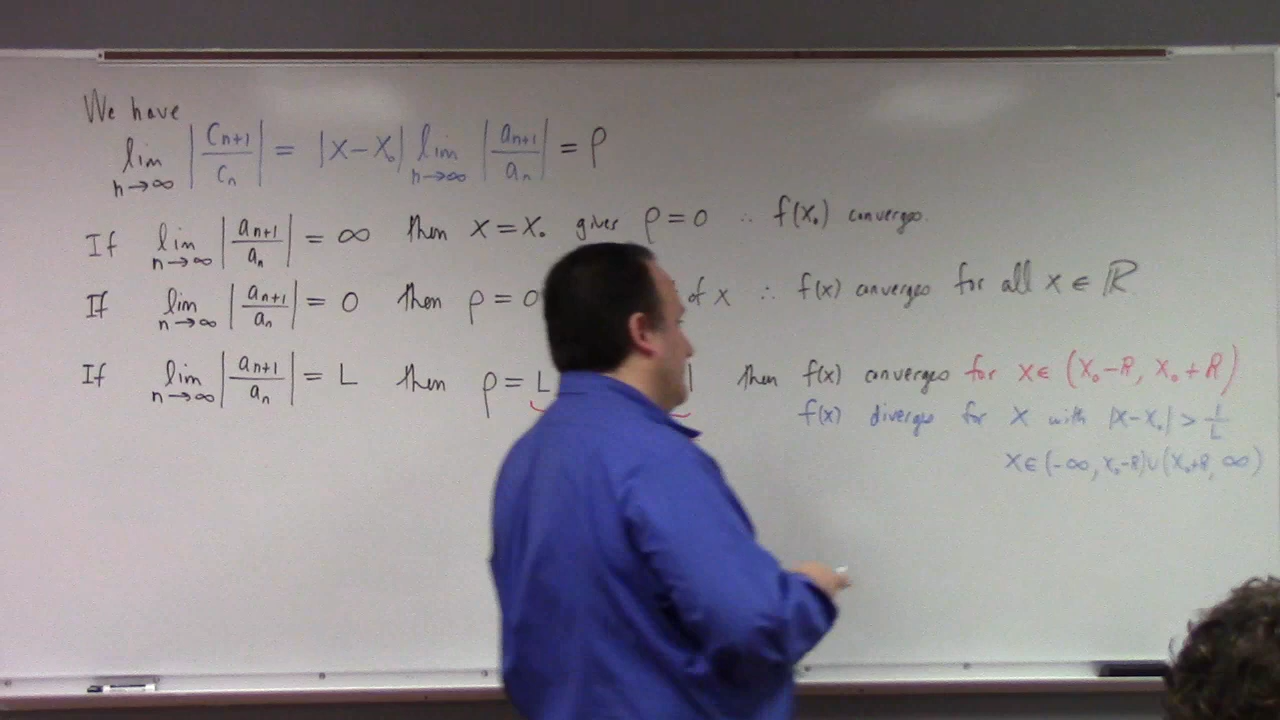 We have
lim n→∞ |Cn+1/Cn| = |X-X₀| lim n→∞ |an+1/an| = ρ
If lim n→∞ |an+1/an| = ∞ then X = X₀ gives ρ = 0 ∴ f(X₀) converges.
If lim n→∞ |an+1/an| = 0 then ρ = 0 of X ∴ f(x) converges for all x ∈ ℝ
If lim n→∞ |an+1/an| = L then ρ = L 1 then f(x) converges for X ∈ (X₀-R, X₀+R)
f(x) diverges for X with |X-X₀| > 1/L
X ∈ (-∞, X₀-R) ∪ (X₀+R, ∞)